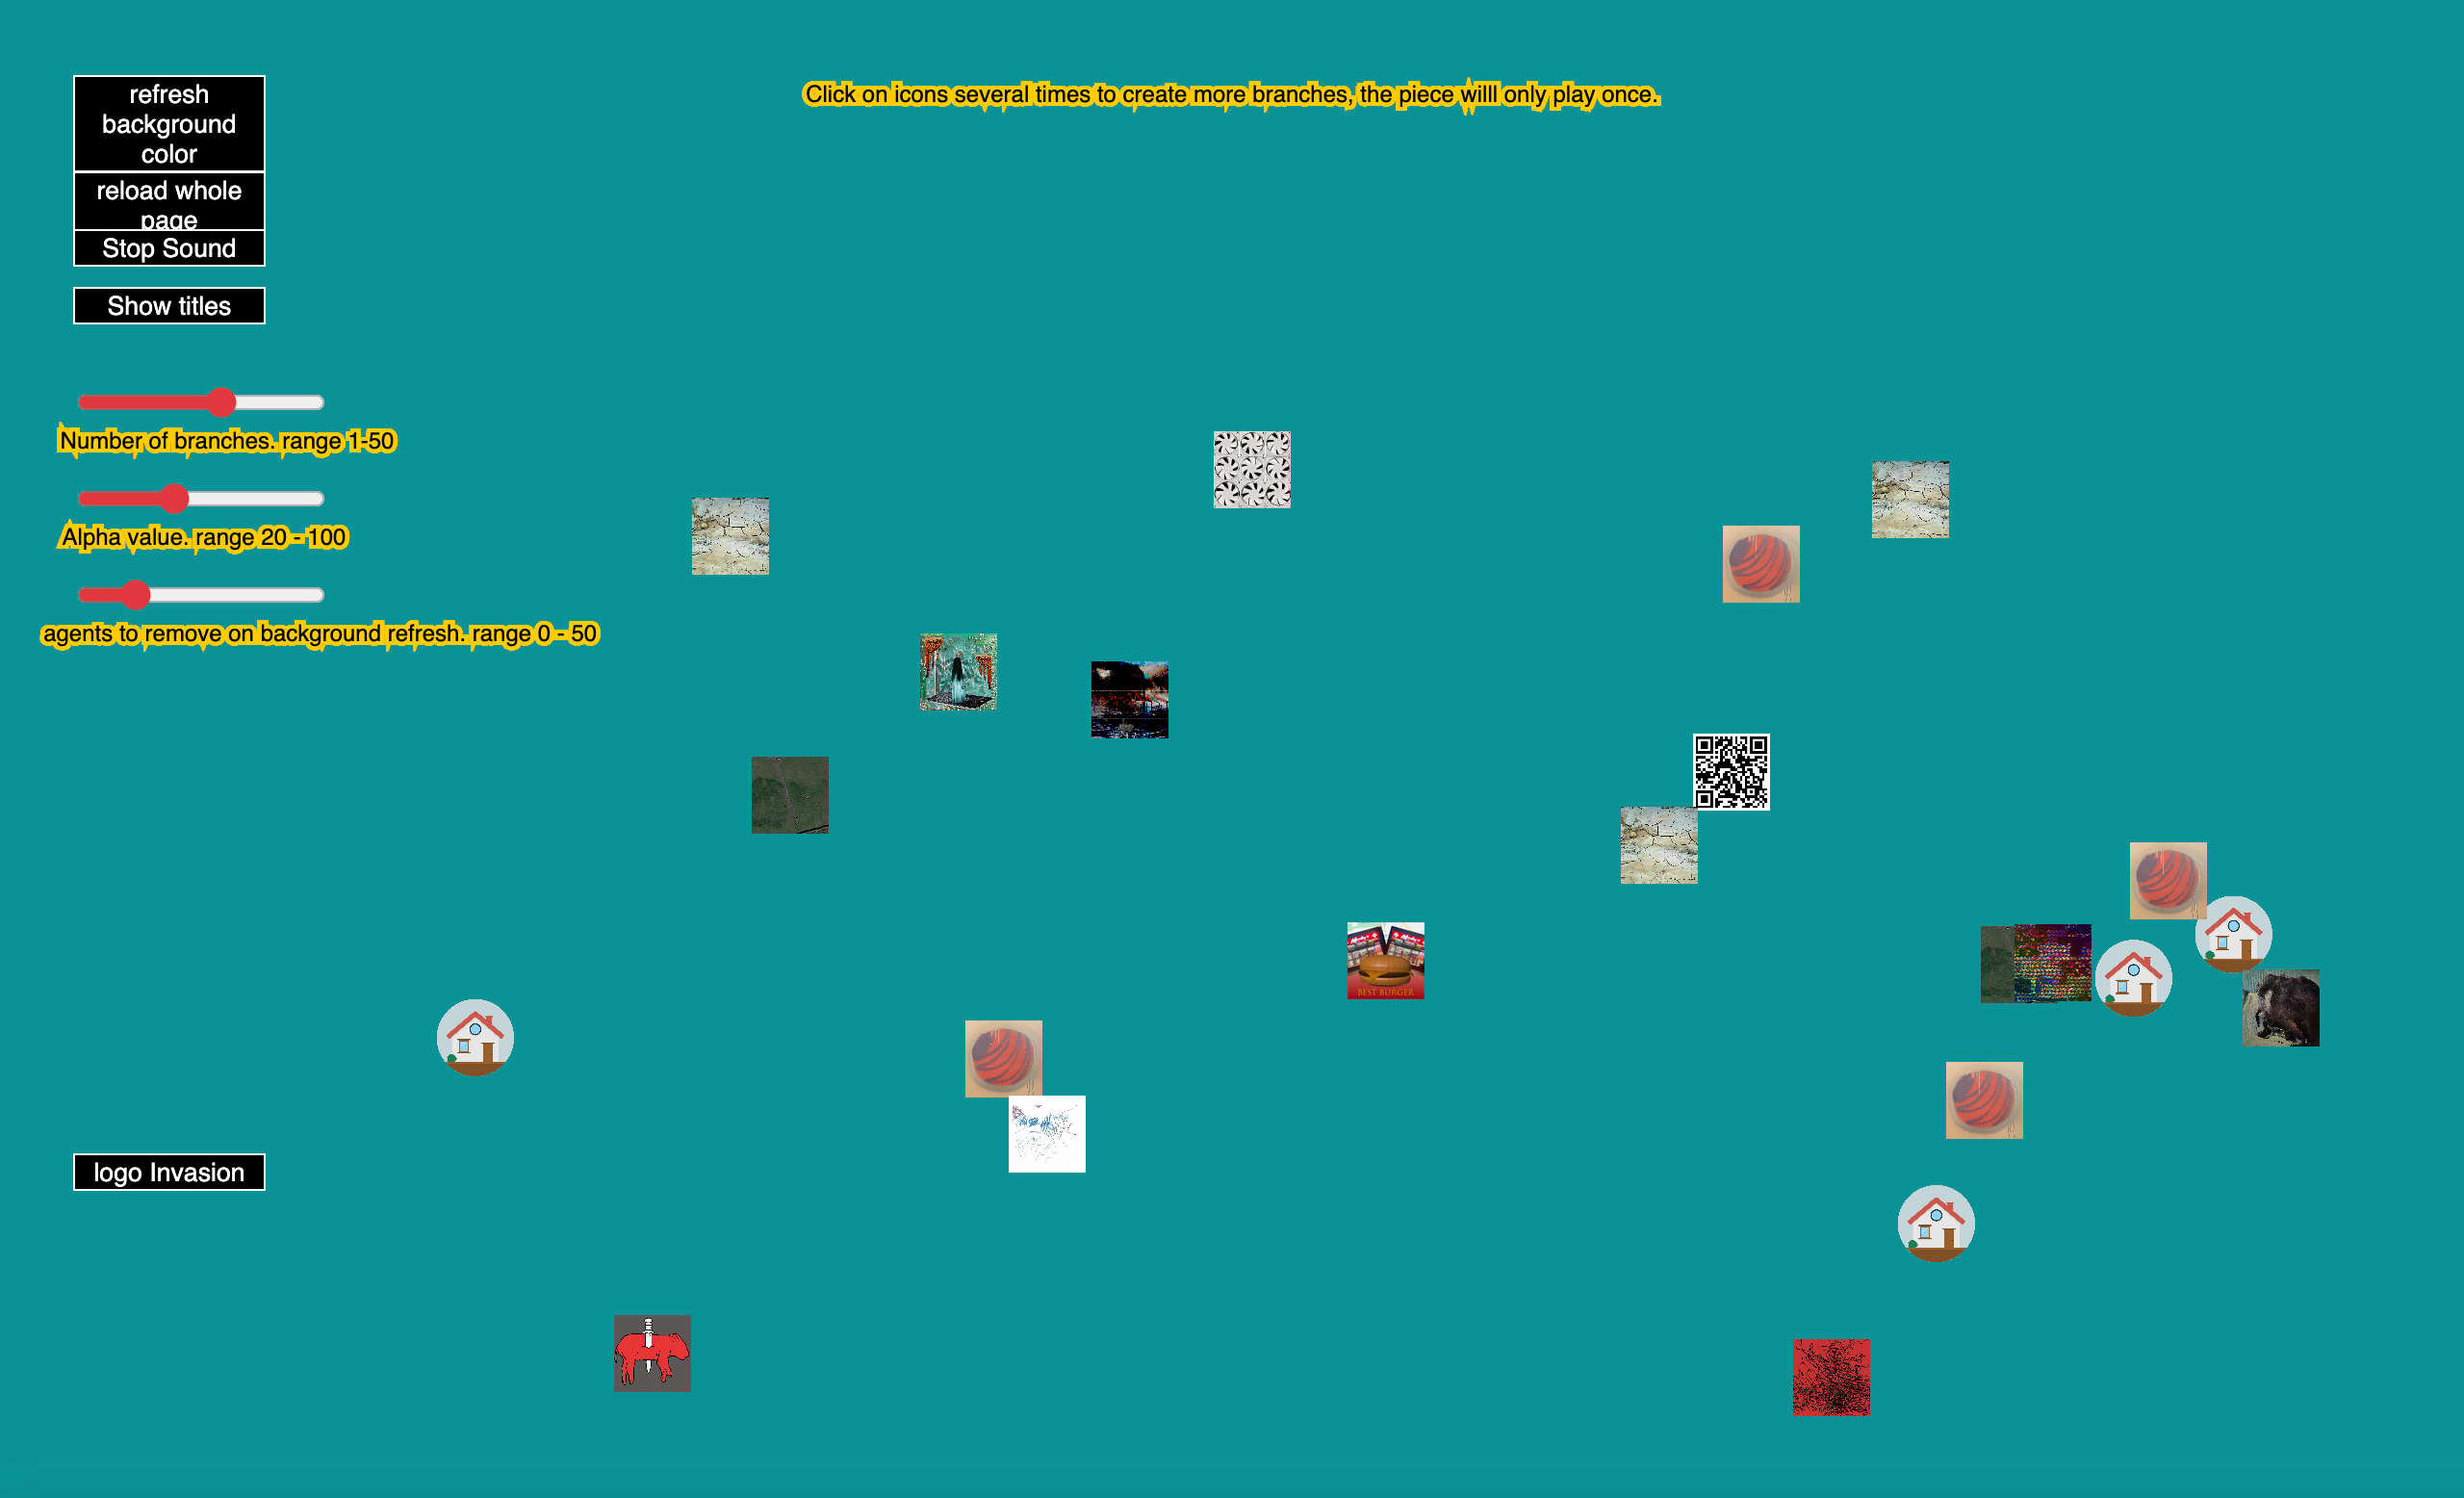 Click on icons several times to create more branches, the piece willl only play once.
refresh
background
color
reload whole
page
Stop Sound
Show titles
Number of branches. range 1-50
Alpha value. range 20 - 100
agents to remove on background refresh. range 0 - 50
BEST BURGER
logo Invasion